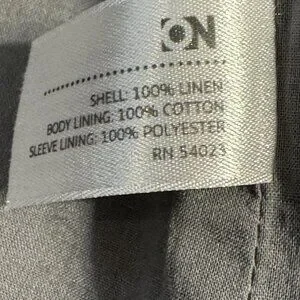 ON
SHELL: 100% LINEN
BODY LINING: 100% COTTON
SLEEVE LINING: 100% POLYESTER
RN 54023